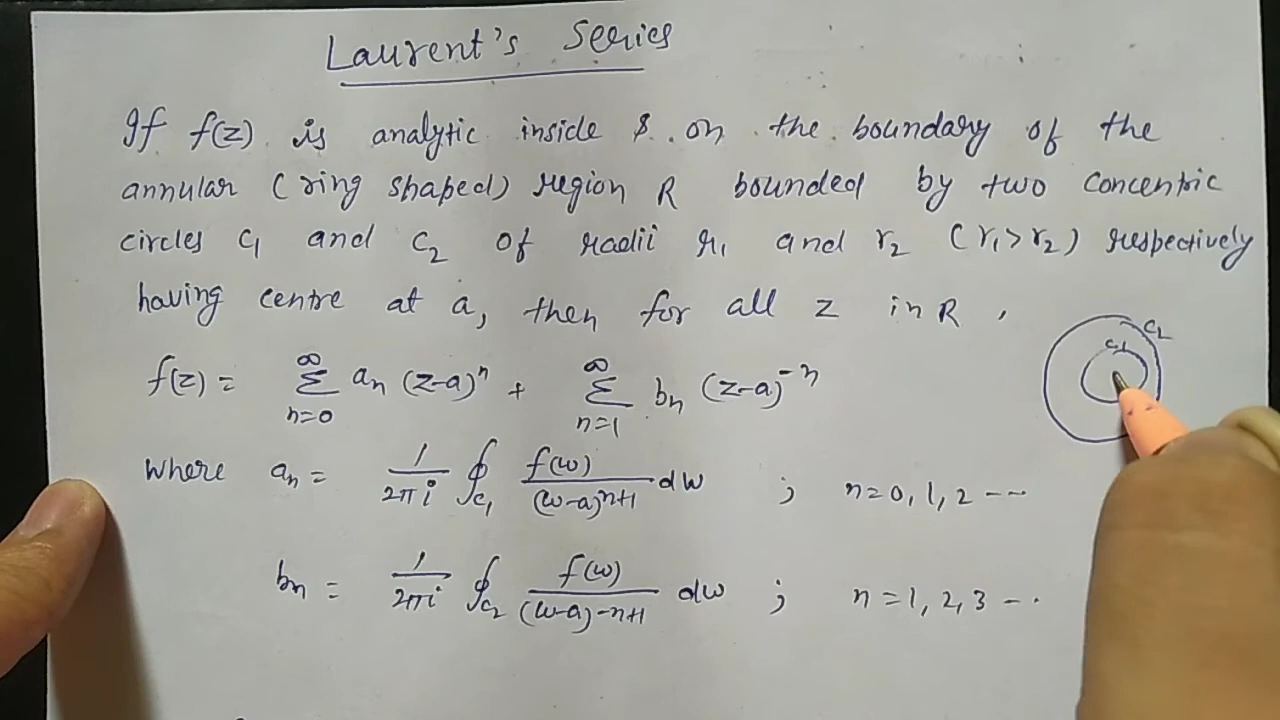 Laurent's Series
If f(z) is analytic inside & on the boundary of the
annular (ring shaped) region R bounded by two concentric
circles C₁ and C₂ of radii r₁ and r₂ (r₁>r₂) respectively
having centre at a, then for all z in R,
f(z) = ∞Σn=0 aₙ (z-a)ⁿ + ∞Σn=1 bₙ (z-a)⁻ⁿ
C₂
C₁
where aₙ = 1/2πi ∮C₁ f(w)/(w-a)ⁿ⁺¹ dw ; n=0, 1, 2 ---
bₙ = 1/2πi ∮C₂ f(w)/(w-a)-n+1 dw ; n=1, 2, 3 --.